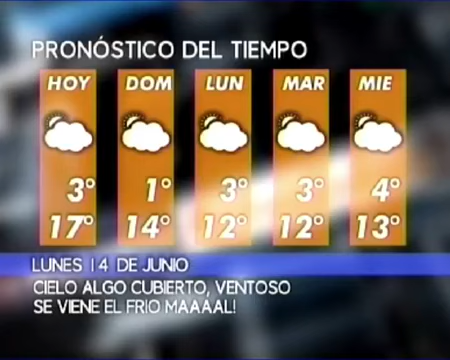 PRONÓSTICO DEL TIEMPO
HOY DOM LUN MAR MIE
3° 1° 3° 3° 4°
17° 14° 12° 12° 13°
LUNES 14 DE JUNIO
CIELO ALGO CUBIERTO, VENTOSO
SE VIENE EL FRIO MAAAAL!